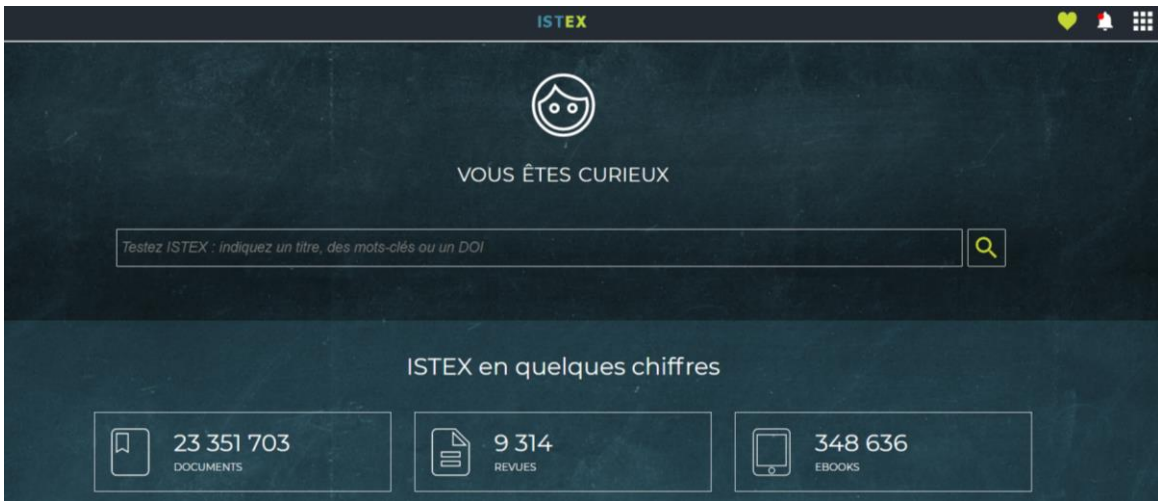 ISTEX
VOUS ÊTES CURIEUX
Testez ISTEX : indiquez un titre, des mots-clés ou un DOI
ISTEX en quelques chiffres
23 351 703
DOCUMENTS
9 314
REVUES
348 636
EBOOKS